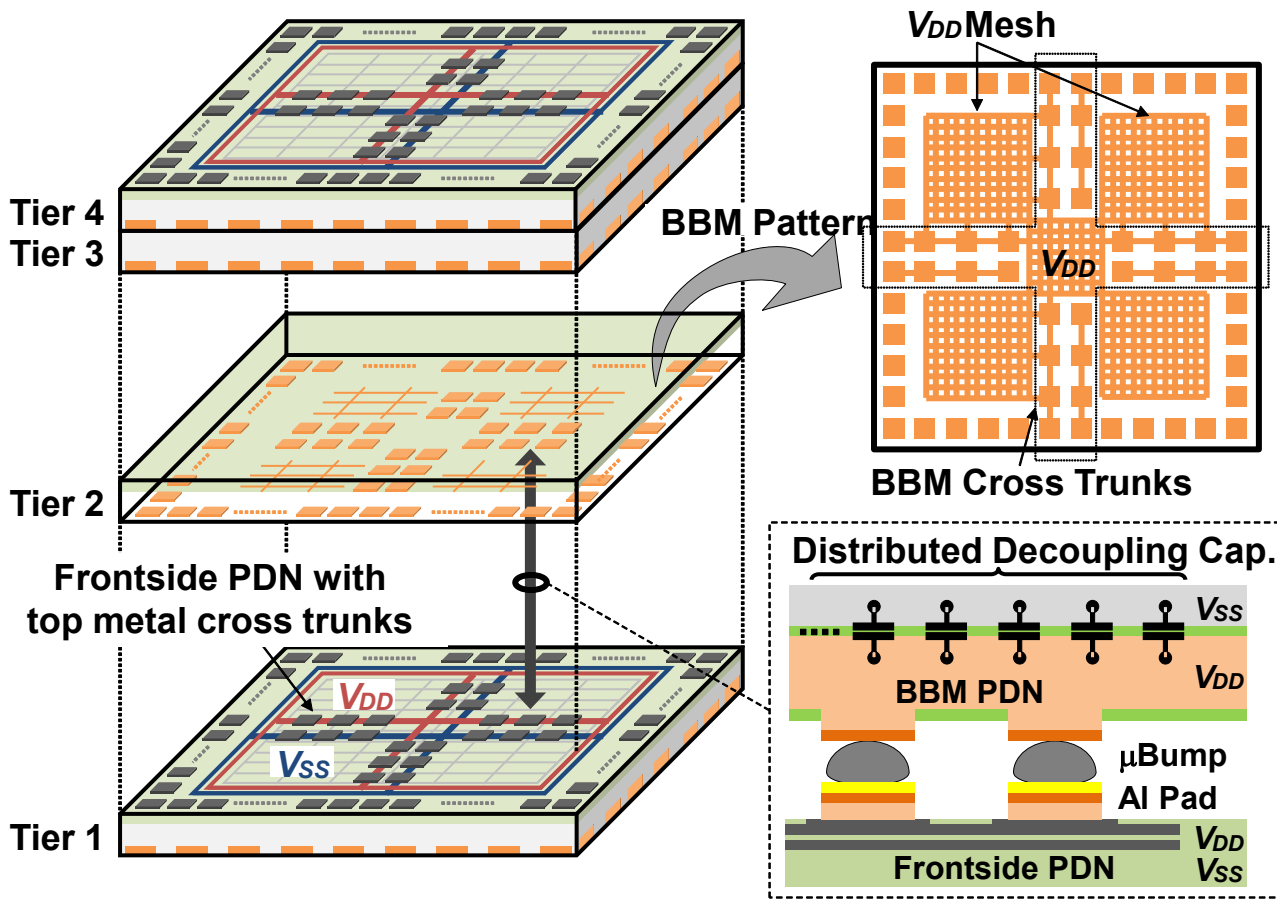 VDD Mesh
Tier 4
Tier 3
BBM Pattern
VDD
BBM Cross Trunks
Tier 2
Frontside PDN with
top metal cross trunks
VDD
VSS
Tier 1
Distributed Decoupling Cap.
VSS
BBM PDN
VDD
μBump
Al Pad
VDD
Frontside PDN
VSS